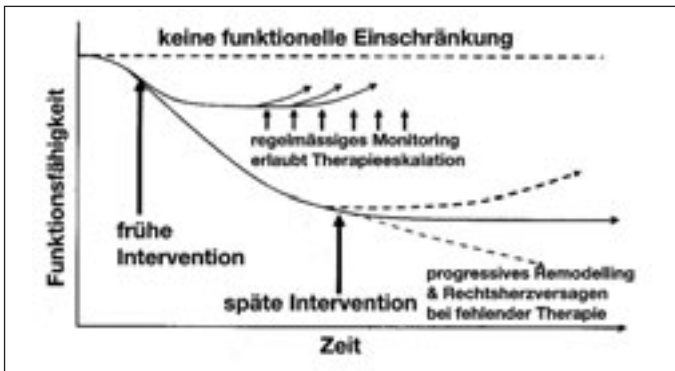 keine funktionelle Einschränkung
Funktionsfähigkeit
regelmässiges Monitoring
erlaubt Therapieeskalation
frühe
Intervention
späte Intervention
progressives Remodelling
& Rechtsherzversagen
bei fehlender Therapie
Zeit